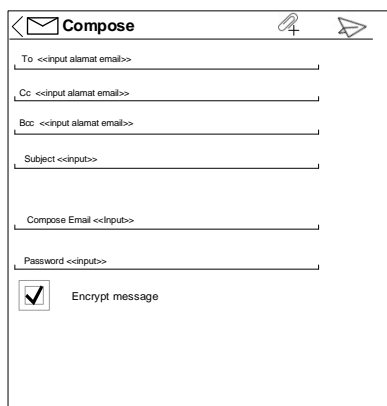 Compose
To <<input alamat email>>
Cc <<input alamat email>>
Bcc <<input alamat email>>
Subject <<input>>
Compose Email <<Input>>
Password <<input>>
Encrypt message